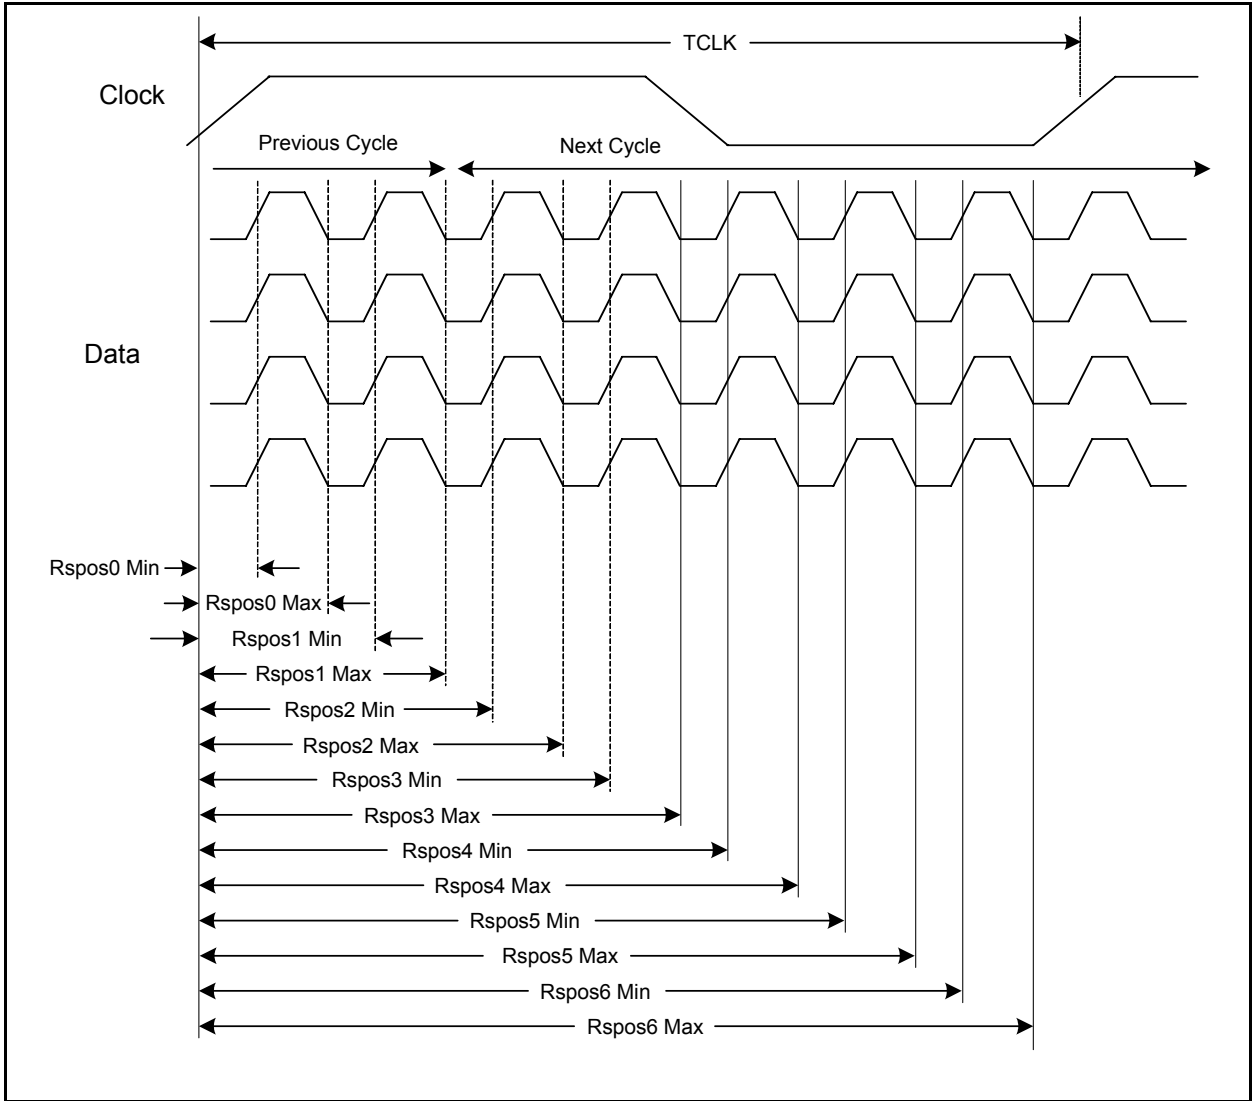 TCLK
Clock
Previous Cycle
Next Cycle
Data
Rspos0 Min
Rspos0 Max
Rspos1 Min
Rspos1 Max
Rspos2 Min
Rspos2 Max
Rspos3 Min
Rspos3 Max
Rspos4 Min
Rspos4 Max
Rspos5 Min
Rspos5 Max
Rspos6 Min
Rspos6 Max